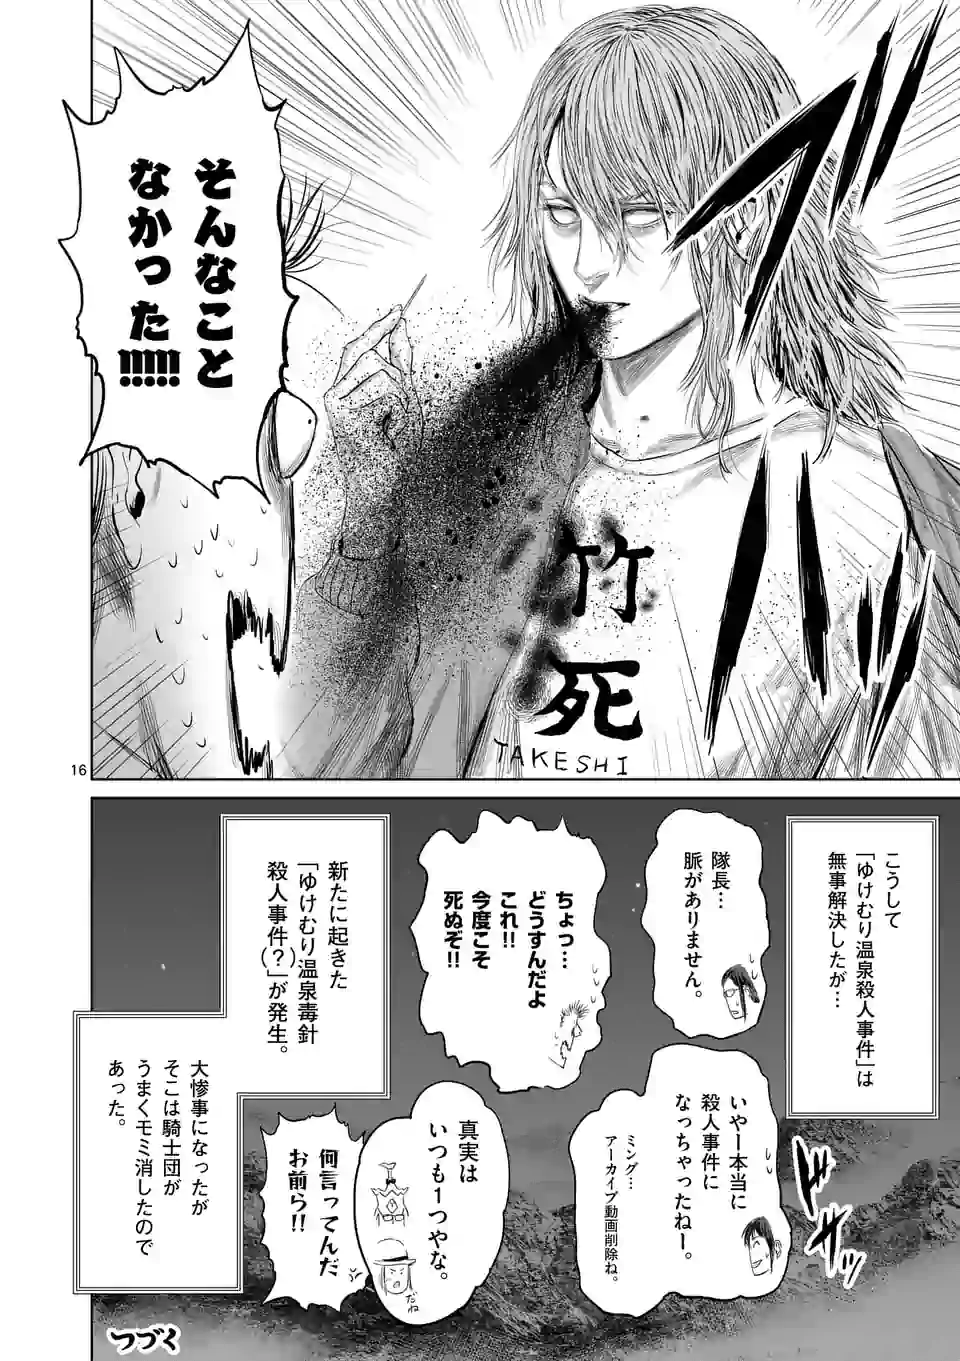 ブバッ
そんなこと
なかった!!!!!!
竹死
TAKESHI
16
こうして
「ゆけむり温泉殺人事件」は
無事解決したが…
隊長…
脈がありません。
ちょっ…
どうすんだよ
これ!!
今度こそ
死ぬぞ!!
いやー本当に
殺人事件に
なっちゃったねー。
ミング…
アーカイブ動画削除ね。
真実は
いつも1つやな。
だね
何言ってんだ
お前ら!!
新たに起きた
「ゆけむり温泉毒針
殺人事件(?)」が発生。
大惨事になったが
そこは騎士団が
うまくモミ消したので
あった。
つづく